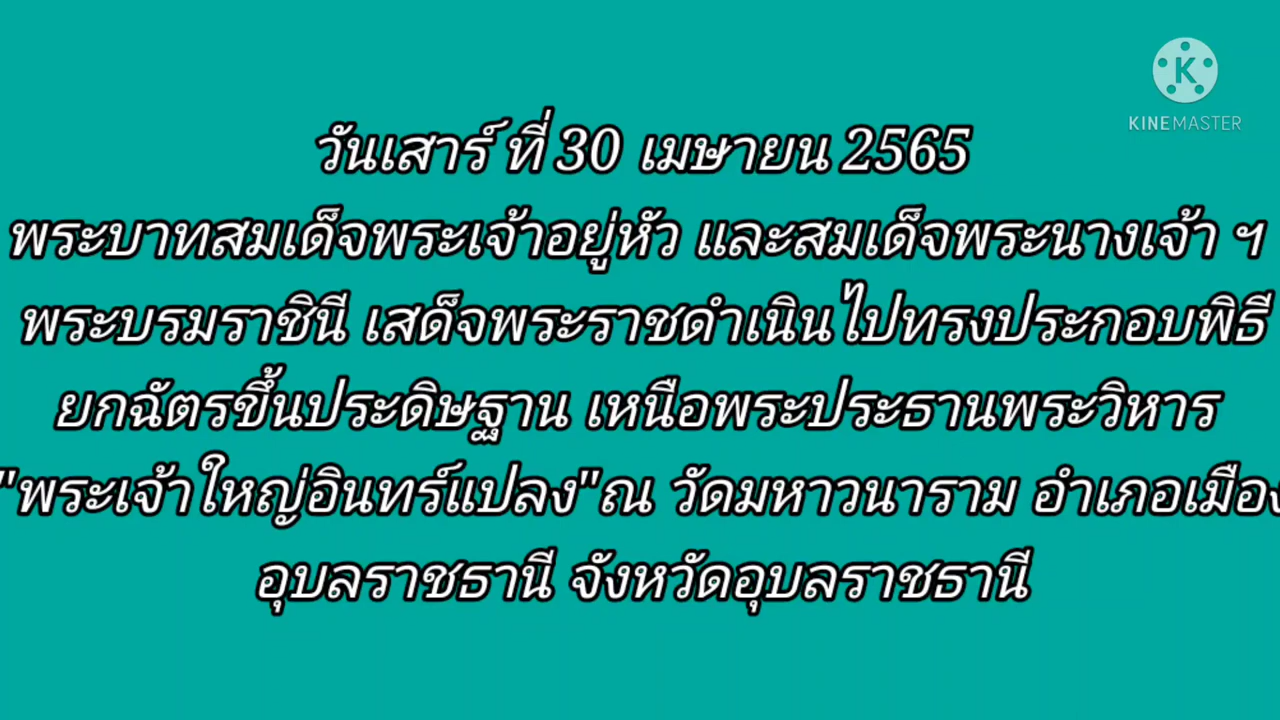 KINEMASTER
วันเสาร์ ที่ 30 เมษายน 2565
พระบาทสมเด็จพระเจ้าอยู่หัว และสมเด็จพระนางเจ้า ฯ
พระบรมราชินี เสด็จพระราชดำเนินไปทรงประกอบพิธี
ยกฉัตรขึ้นประดิษฐาน เหนือพระประธานพระวิหาร
"พระเจ้าใหญ่อินทร์แปลง"ณ วัดมหาวนาราม อำเภอเมือง
อุบลราชธานี จังหวัดอุบลราชธานี